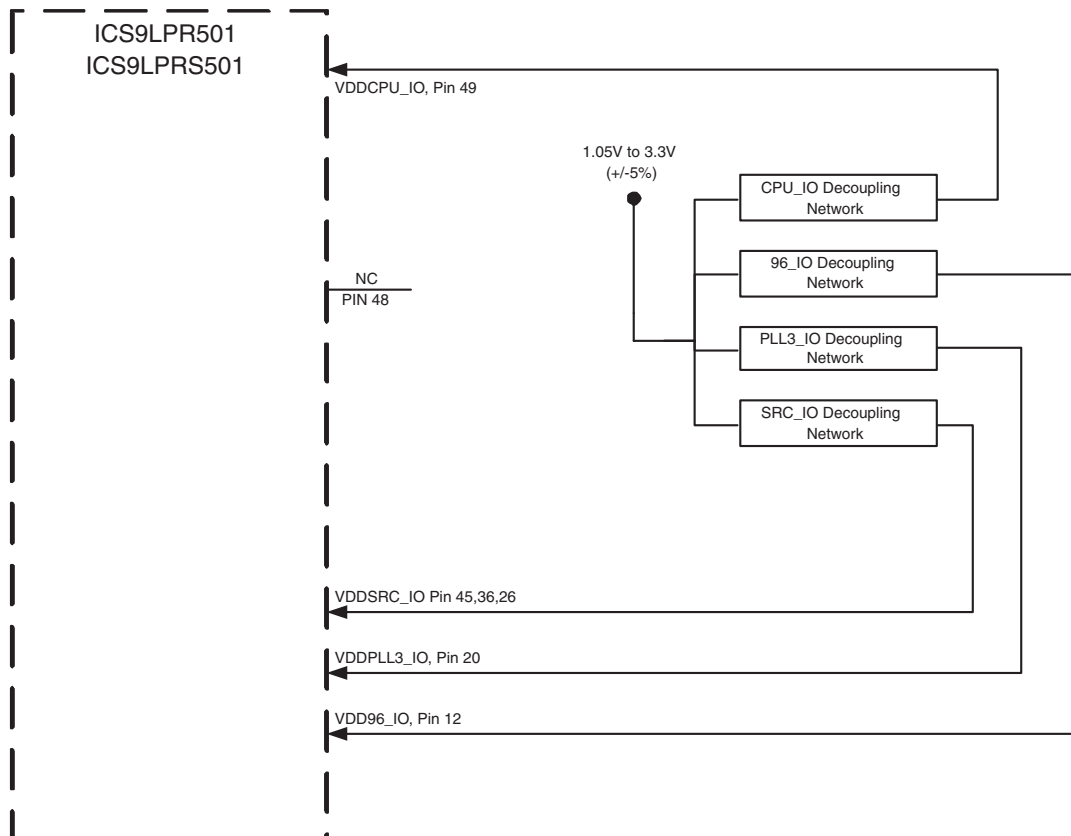 ICS9LPR501
ICS9LPRS501
VDDCPU_IO, Pin 49
1.05V to 3.3V
(+/-5%)
CPU_IO Decoupling
Network
96_IO Decoupling
Network
NC
PIN 48
PLL3_IO Decoupling
Network
SRC_IO Decoupling
Network
VDDSRC_IO Pin 45,36,26
VDDPLL3_IO, Pin 20
VDD96_IO, Pin 12